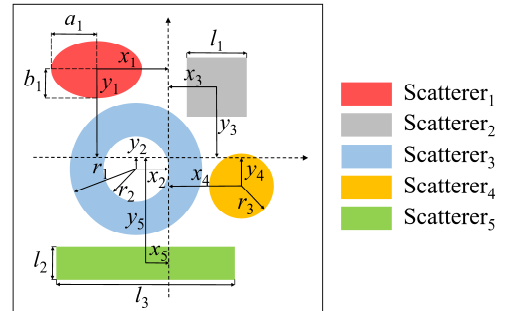 a₁
l₁
x₁
x₃
b₁
y₁
y₃
y₂
r₁
x₂
x₄
y₄
r₂
r₃
y₅
x₅
l₂
l₃
Scatterer₁
Scatterer₂
Scatterer₃
Scatterer₄
Scatterer₅